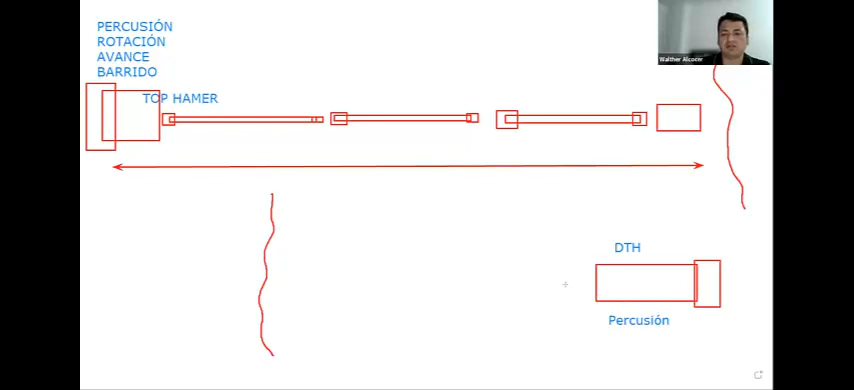 PERCUSIÓN
ROTACIÓN
AVANCE
BARRIDO
TOP HAMER
Walther Alcocer
DTH
Percusión